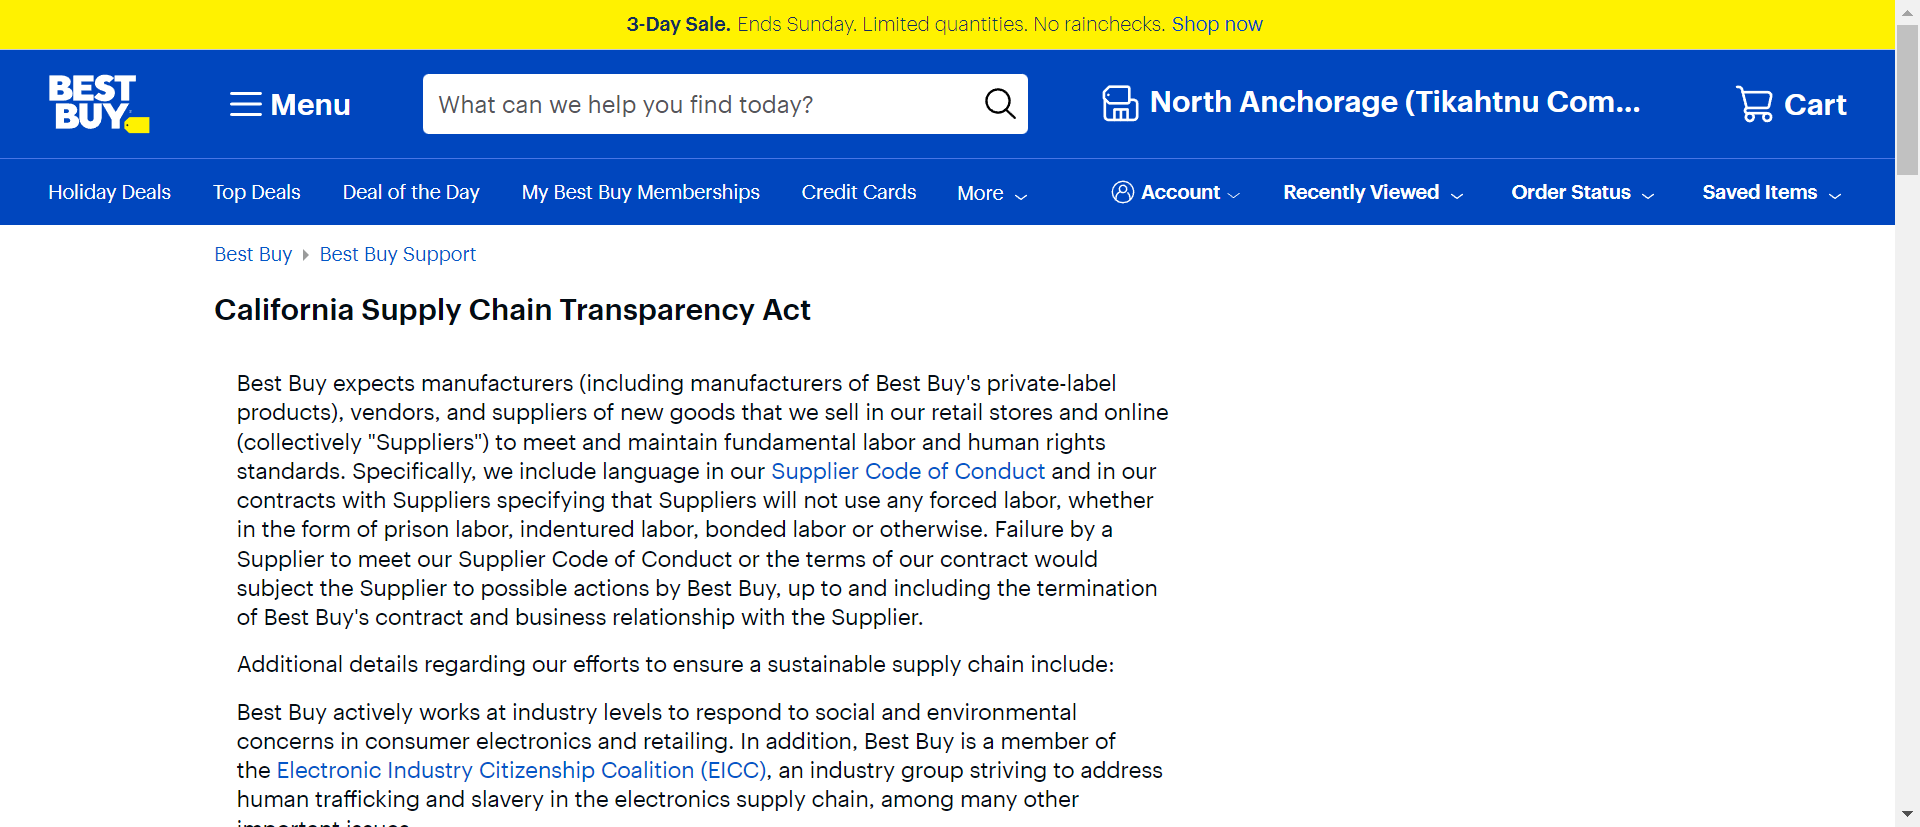 3-Day Sale. Ends Sunday. Limited quantities. No rainchecks. Shop now
BEST
BUY
Menu
What can we help you find today?
North Anchorage (Tikahtnu Com...
Cart
Holiday Deals
Top Deals
Deal of the Day
My Best Buy Memberships
Credit Cards
More
Account
Recently Viewed
Order Status
Saved Items
Best Buy
Best Buy Support
California Supply Chain Transparency Act
Best Buy expects manufacturers (including manufacturers of Best Buy's private-label
products), vendors, and suppliers of new goods that we sell in our retail stores and online
(collectively "Suppliers") to meet and maintain fundamental labor and human rights
standards. Specifically, we include language in our Supplier Code of Conduct and in our
contracts with Suppliers specifying that Suppliers will not use any forced labor, whether
in the form of prison labor, indentured labor, bonded labor or otherwise. Failure by a
Supplier to meet our Supplier Code of Conduct or the terms of our contract would
subject the Supplier to possible actions by Best Buy, up to and including the termination
of Best Buy's contract and business relationship with the Supplier.
Additional details regarding our efforts to ensure a sustainable supply chain include:
Best Buy actively works at industry levels to respond to social and environmental
concerns in consumer electronics and retailing. In addition, Best Buy is a member of
the Electronic Industry Citizenship Coalition (EICC), an industry group striving to address
human trafficking and slavery in the electronics supply chain, among many other